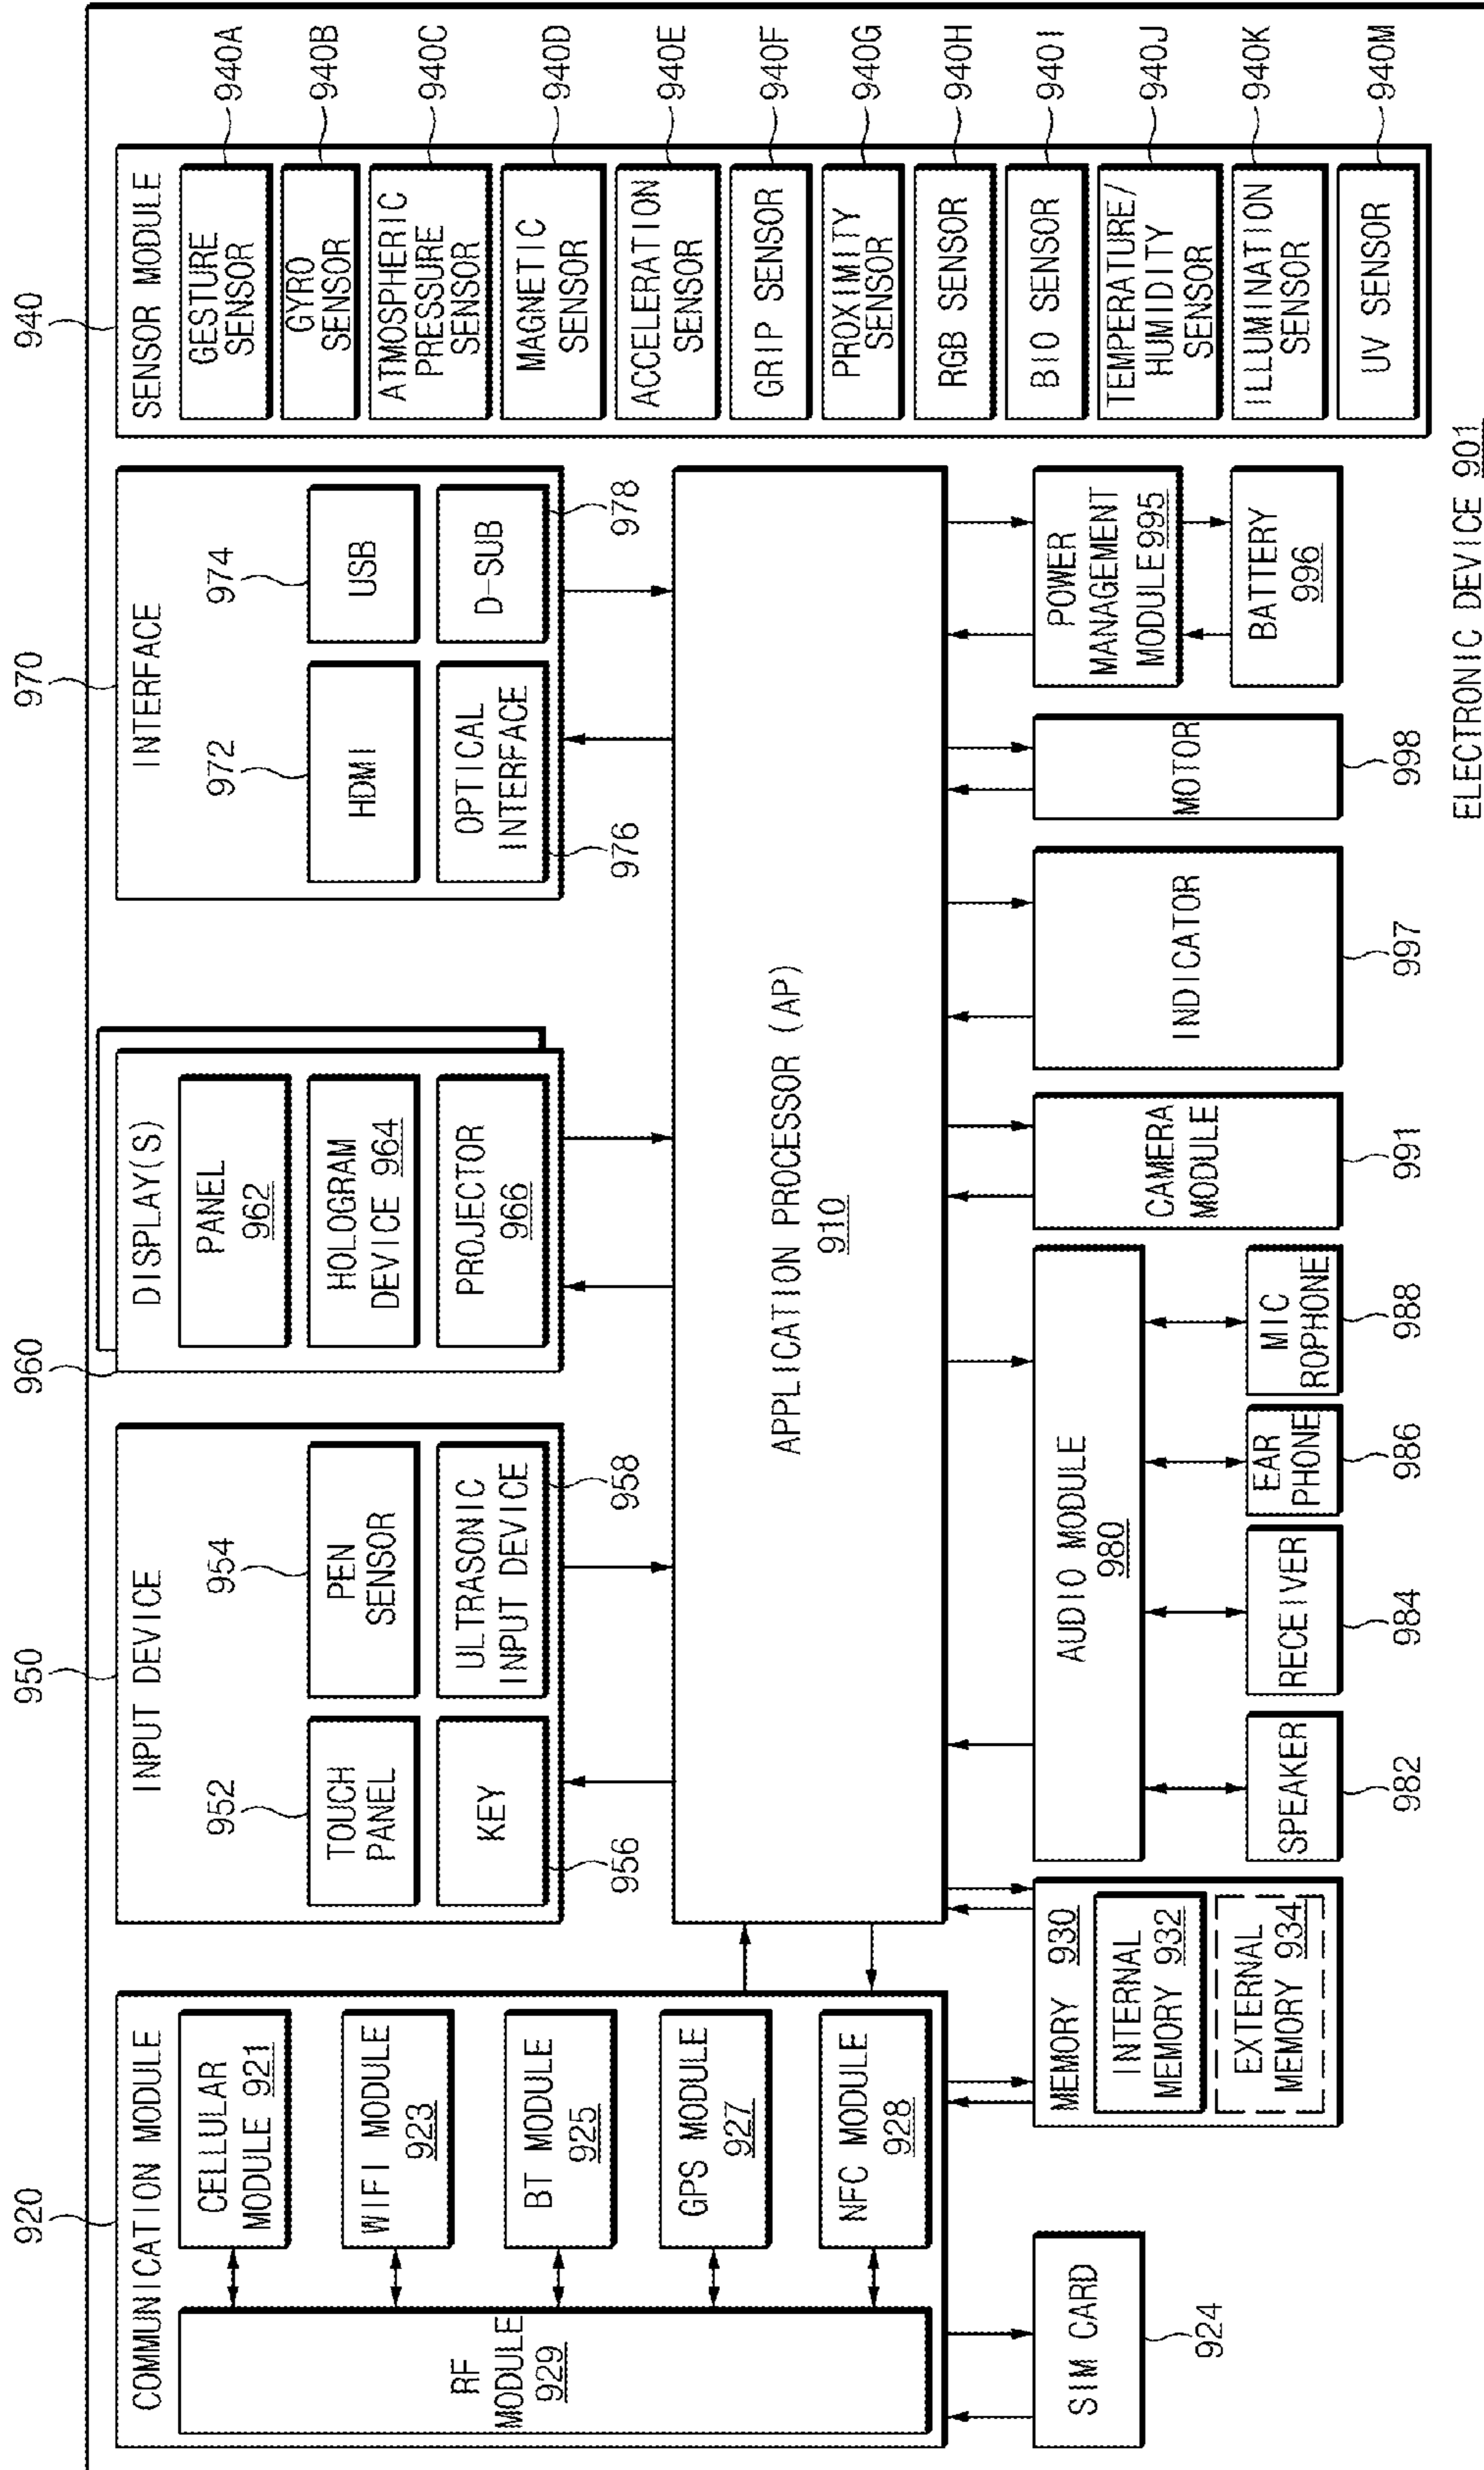 920
COMMUNICATION MODULE
RF
MODULE
929
CELLULAR
MODULE 921
WIFI MODULE
923
BT MODULE
925
GPS MODULE
927
NFC MODULE
928
950
INPUT DEVICE
952
954
TOUCH
PANEL
PEN
SENSOR
KEY
ULTRASONIC
INPUT DEVICE
956
958
960
DISPLAY(S)
PANEL
962
HOLOGRAM
DEVICE 964
PROJECTOR
966
970
INTERFACE
972
974
HDMI
USB
OPTICAL
INTERFACE
D-SUB
976
978
940
SENSOR MODULE
GESTURE
SENSOR
940A
GYRO
SENSOR
940B
ATMOSPHERIC
PRESSURE
SENSOR
940C
MAGNETIC
SENSOR
940D
ACCELERATION
SENSOR
940E
GRIP SENSOR
940F
PROXIMITY
SENSOR
940G
RGB SENSOR
940H
BIO SENSOR
940I
TEMPERATURE/
HUMIDITY
SENSOR
940J
ILLUMINATION
SENSOR
940K
UV SENSOR
940M
APPLICATION PROCESSOR (AP)
910
SIM CARD
924
MEMORY 930
INTERNAL
MEMORY 932
EXTERNAL
MEMORY 934
AUDIO MODULE
980
SPEAKER
982
RECEIVER
984
EAR
PHONE
986
MIC
ROPHONE
988
CAMERA
MODULE
991
INDICATOR
997
MOTOR
998
POWER
MANAGEMENT
MODULE 995
BATTERY
996
ELECTRONIC DEVICE 901